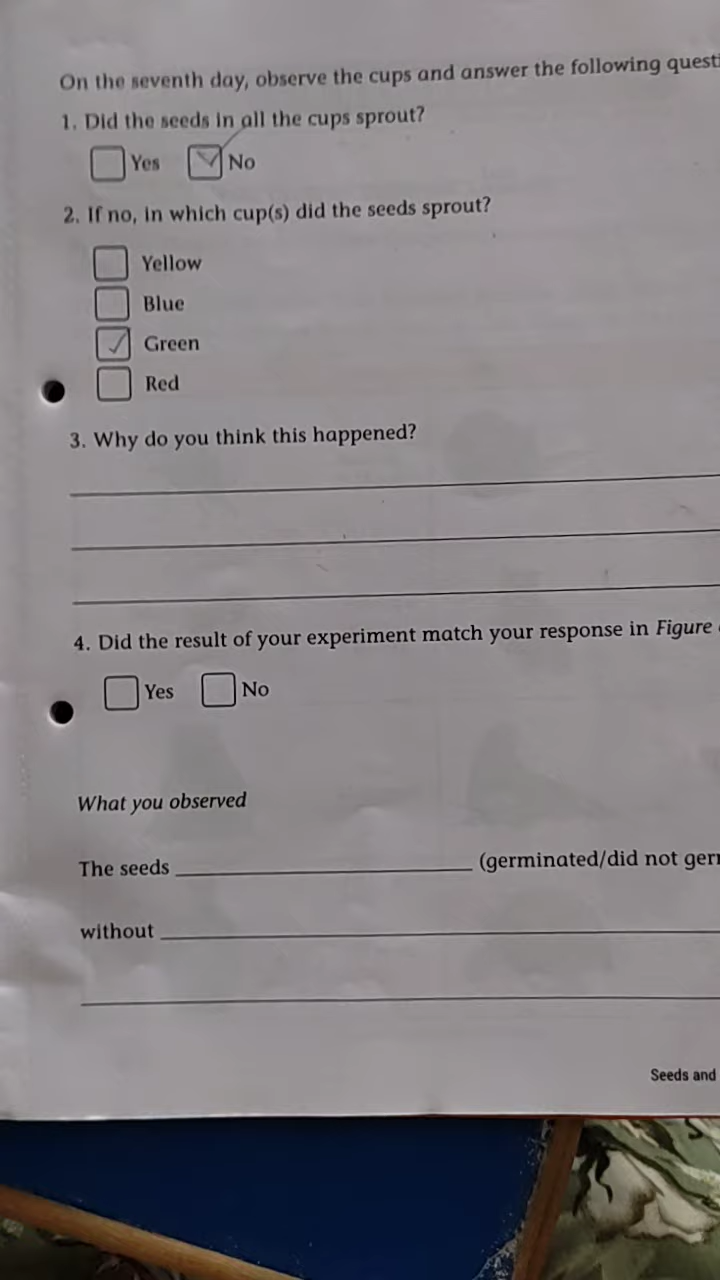 On the seventh day, observe the cups and answer the following questi
1. Did the seeds in all the cups sprout?
Yes No
2. If no, in which cup(s) did the seeds sprout?
Yellow
Blue
Green
Red
3. Why do you think this happened?
4. Did the result of your experiment match your response in Figure
Yes No
What you observed
The seeds (germinated/did not ger
without
Seeds and